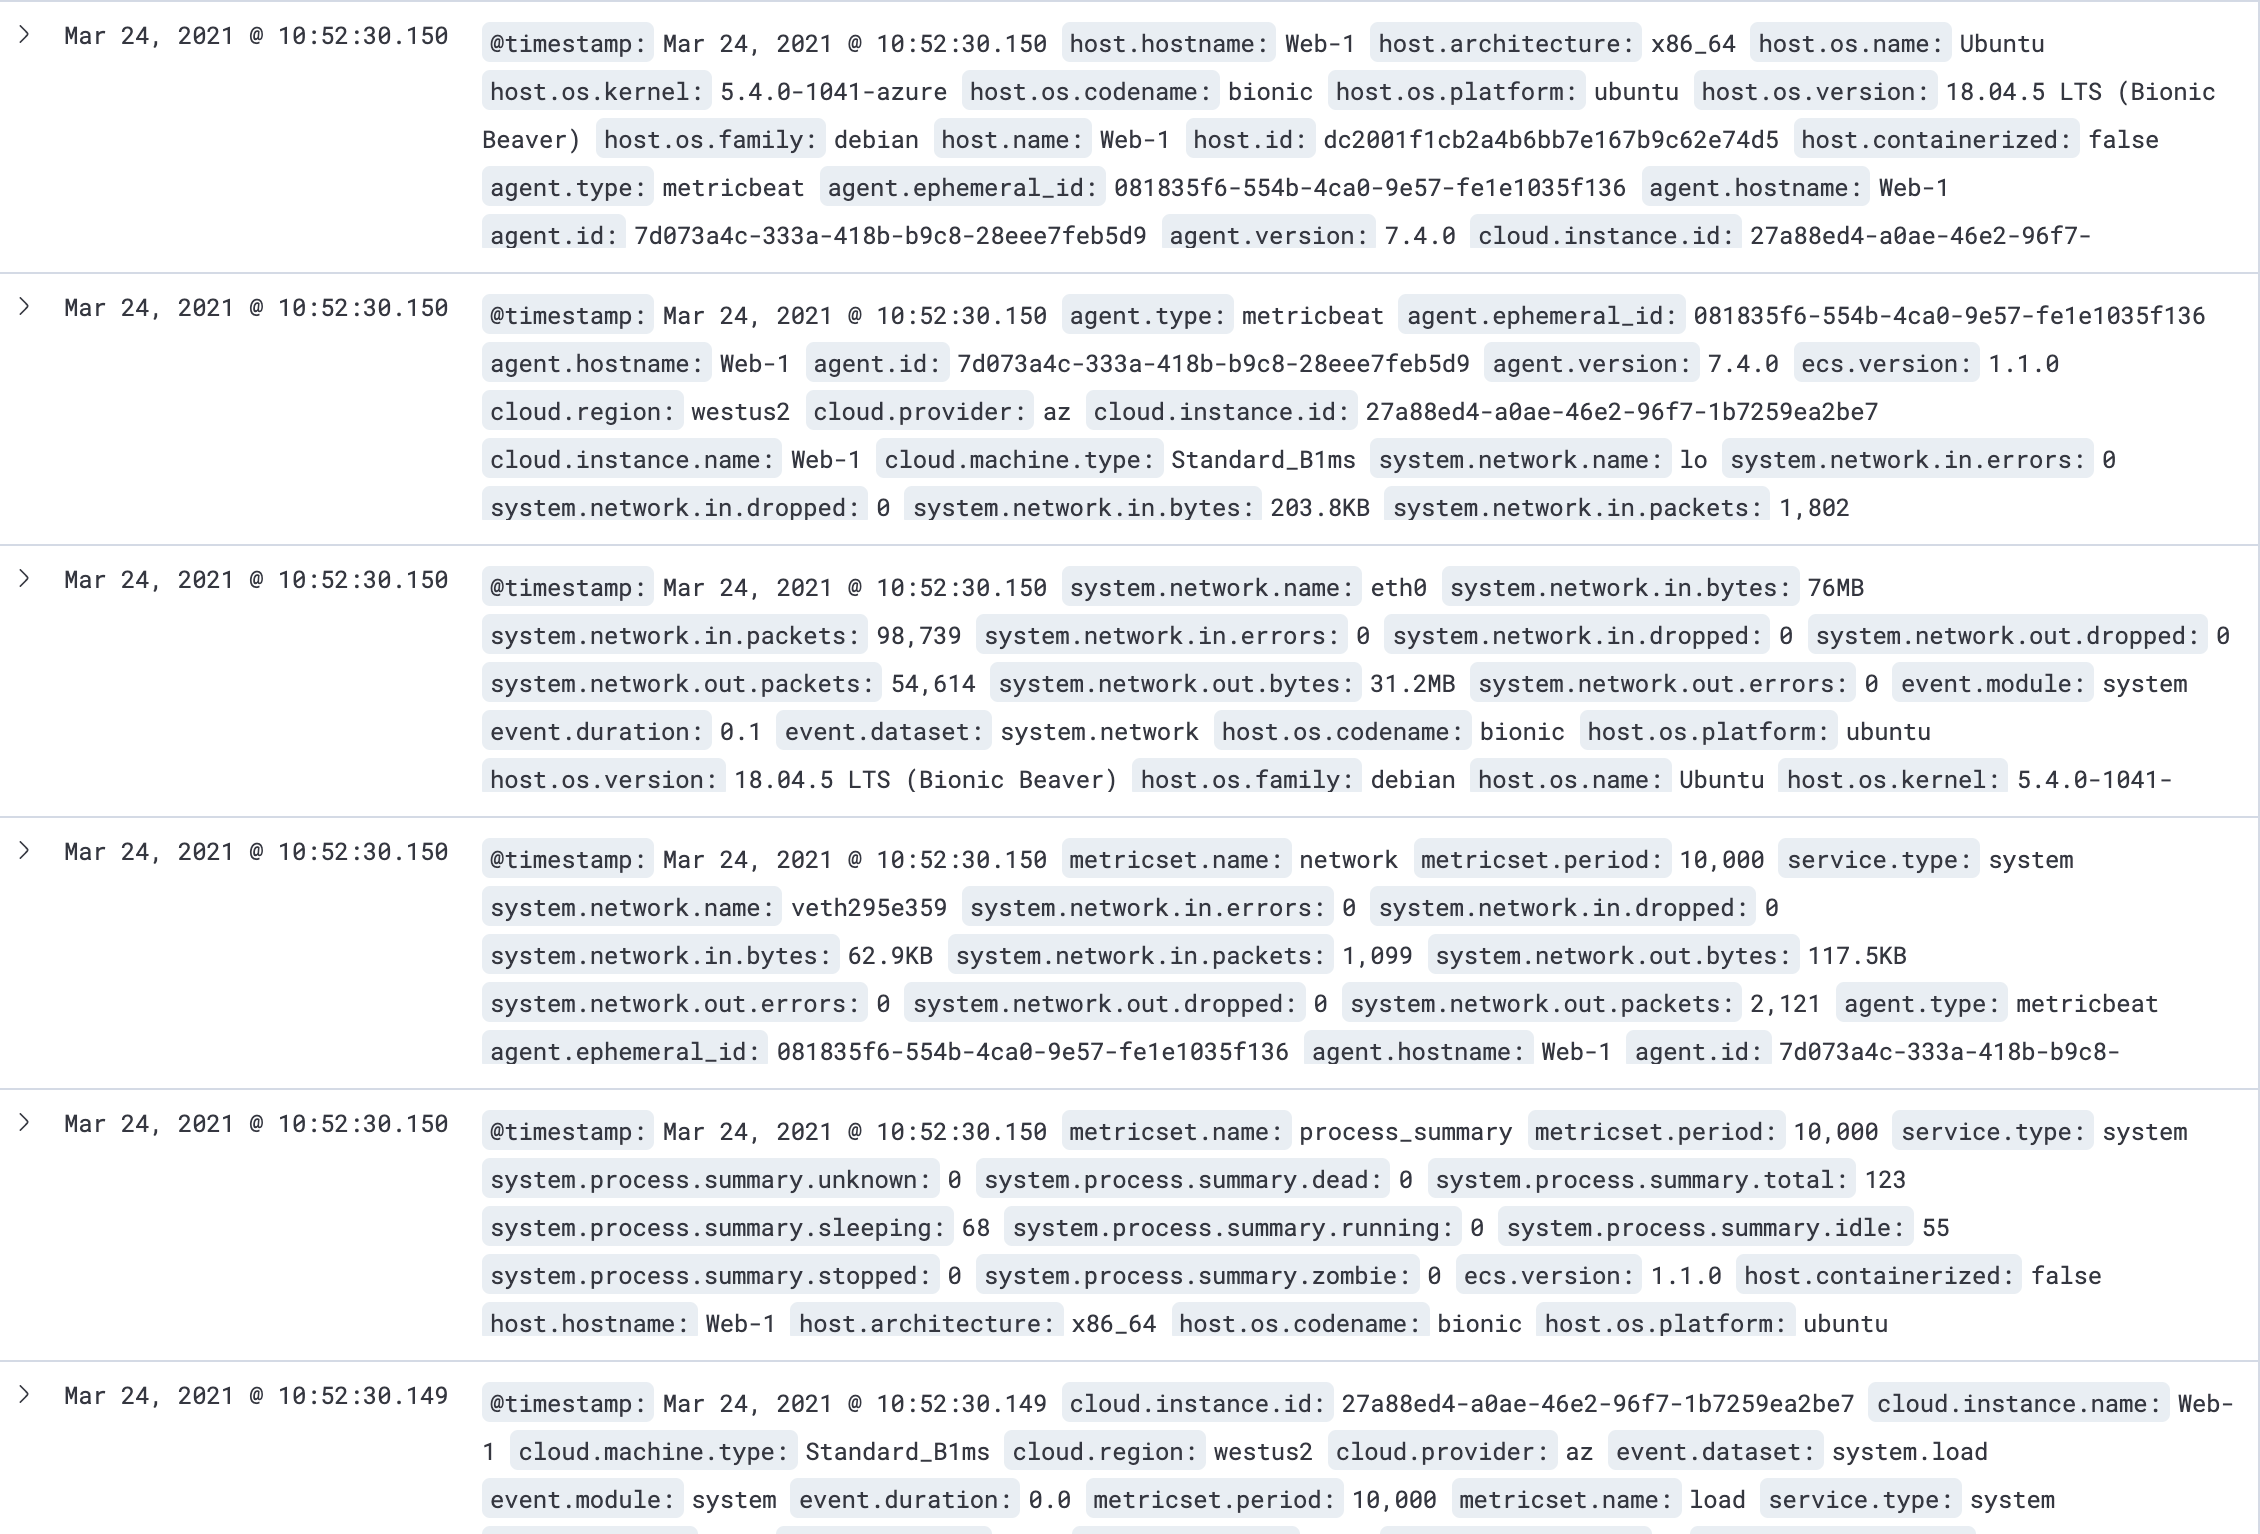 Mar 24, 2021 @ 10:52:30.150
@timestamp: Mar 24, 2021 @ 10:52:30.150 host.hostname: Web-1 host.architecture: x86_64 host.os.name: Ubuntu
host.os.kernel: 5.4.0-1041-azure host.os.codename: bionic host.os.platform: ubuntu host.os.version: 18.04.5 LTS (Bionic
Beaver) host.os.family: debian host.name: Web-1 host.id: dc2001f1cb2a4b6bb7e167b9c62e74d5 host.containerized: false
agent.type: metricbeat agent.ephemeral_id: 081835f6-554b-4ca0-9e57-fe1e1035f136 agent.hostname: Web-1
agent.id: 7d073a4c-333a-418b-b9c8-28eee7feb5d9 agent.version: 7.4.0 cloud.instance.id: 27a88ed4-a0ae-46e2-96f7-
Mar 24, 2021 @ 10:52:30.150
@timestamp: Mar 24, 2021 @ 10:52:30.150 agent.type: metricbeat agent.ephemeral_id: 081835f6-554b-4ca0-9e57-fe1e1035f136
agent.hostname: Web-1 agent.id: 7d073a4c-333a-418b-b9c8-28eee7feb5d9 agent.version: 7.4.0 ecs.version: 1.1.0
cloud.region: westus2 cloud.provider: az cloud.instance.id: 27a88ed4-a0ae-46e2-96f7-1b7259ea2be7
cloud.instance.name: Web-1 cloud.machine.type: Standard_B1ms system.network.name: lo system.network.in.errors: 0
system.network.in.dropped: 0 system.network.in.bytes: 203.8KB system.network.in.packets: 1,802
Mar 24, 2021 @ 10:52:30.150
@timestamp: Mar 24, 2021 @ 10:52:30.150 system.network.name: eth0 system.network.in.bytes: 76MB
system.network.in.packets: 98,739 system.network.in.errors: 0 system.network.in.dropped: 0 system.network.out.dropped: 0
system.network.out.packets: 54,614 system.network.out.bytes: 31.2MB system.network.out.errors: 0 event.module: system
event.duration: 0.1 event.dataset: system.network host.os.codename: bionic host.os.platform: ubuntu
host.os.version: 18.04.5 LTS (Bionic Beaver) host.os.family: debian host.os.name: Ubuntu host.os.kernel: 5.4.0-1041-
Mar 24, 2021 @ 10:52:30.150
@timestamp: Mar 24, 2021 @ 10:52:30.150 metricset.name: network metricset.period: 10,000 service.type: system
system.network.name: veth295e359 system.network.in.errors: 0 system.network.in.dropped: 0
system.network.in.bytes: 62.9KB system.network.in.packets: 1,099 system.network.out.bytes: 117.5KB
system.network.out.errors: 0 system.network.out.dropped: 0 system.network.out.packets: 2,121 agent.type: metricbeat
agent.ephemeral_id: 081835f6-554b-4ca0-9e57-fe1e1035f136 agent.hostname: Web-1 agent.id: 7d073a4c-333a-418b-b9c8-
Mar 24, 2021 @ 10:52:30.150
@timestamp: Mar 24, 2021 @ 10:52:30.150 metricset.name: process_summary metricset.period: 10,000 service.type: system
system.process.summary.unknown: 0 system.process.summary.dead: 0 system.process.summary.total: 123
system.process.summary.sleeping: 68 system.process.summary.running: 0 system.process.summary.idle: 55
system.process.summary.stopped: 0 system.process.summary.zombie: 0 ecs.version: 1.1.0 host.containerized: false
host.hostname: Web-1 host.architecture: x86_64 host.os.codename: bionic host.os.platform: ubuntu
Mar 24, 2021 @ 10:52:30.149
@timestamp: Mar 24, 2021 @ 10:52:30.149 cloud.instance.id: 27a88ed4-a0ae-46e2-96f7-1b7259ea2be7 cloud.instance.name: Web-
1 cloud.machine.type: Standard_B1ms cloud.region: westus2 cloud.provider: az event.dataset: system.load
event.module: system event.duration: 0.0 metricset.period: 10,000 metricset.name: load service.type: system